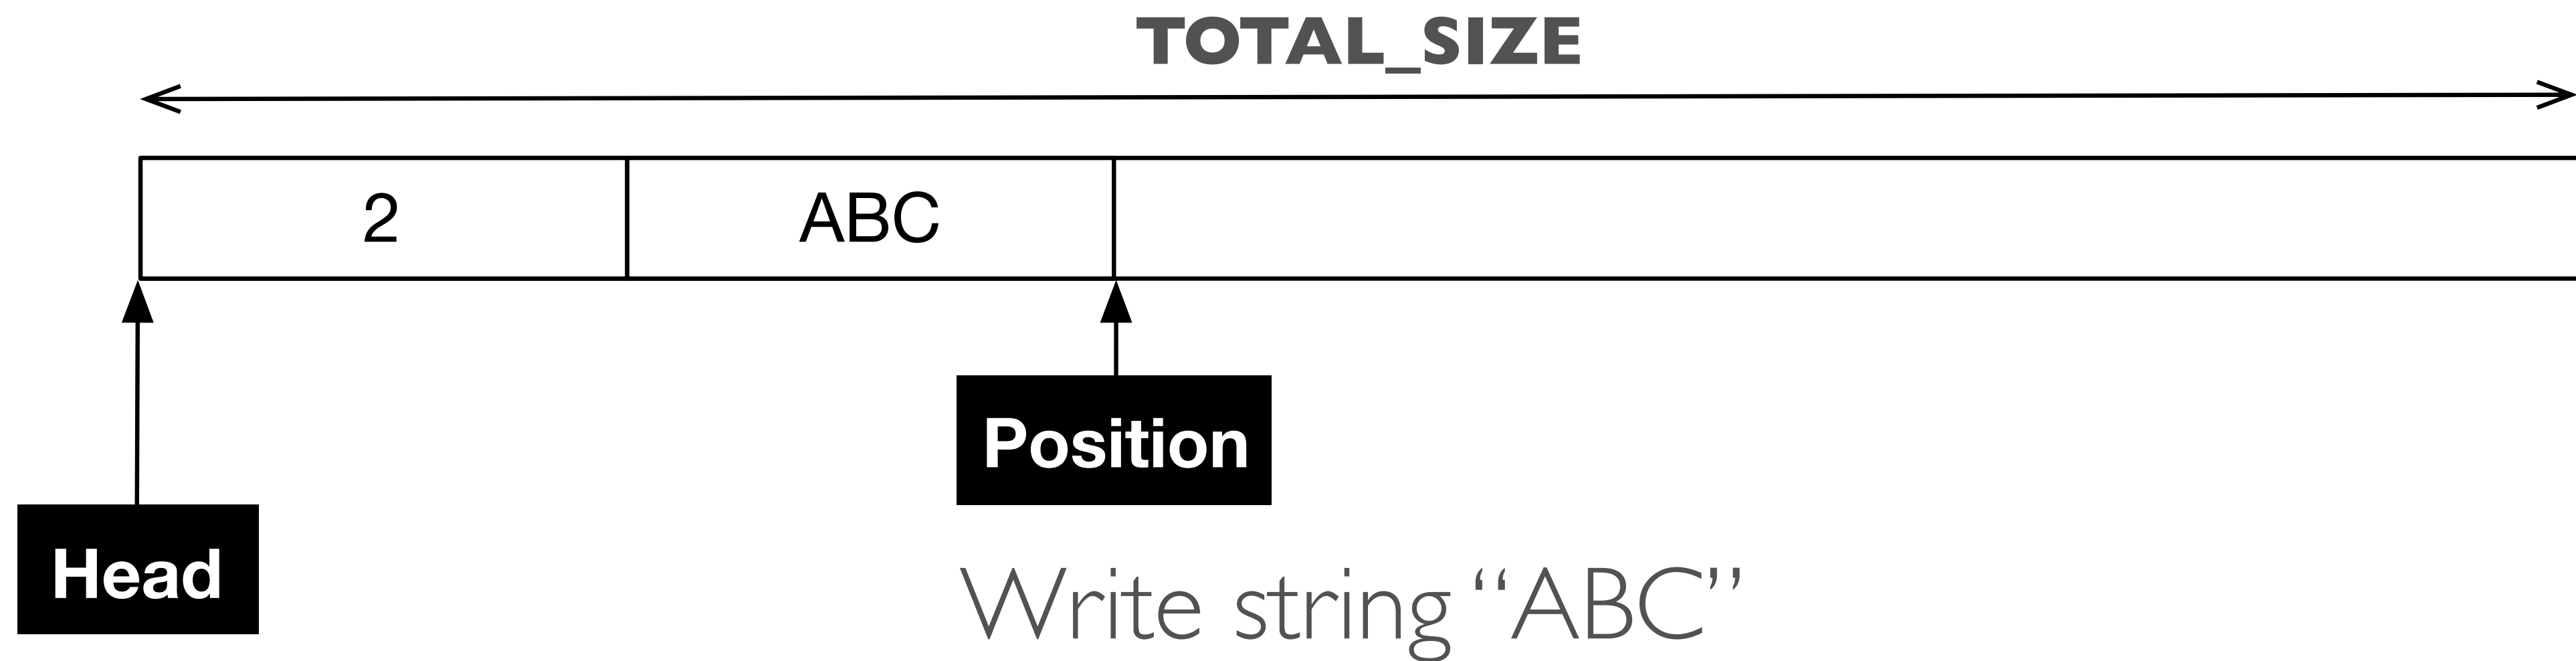 TOTAL_SIZE
2 ABC
Position
Head
Write string “ABC”